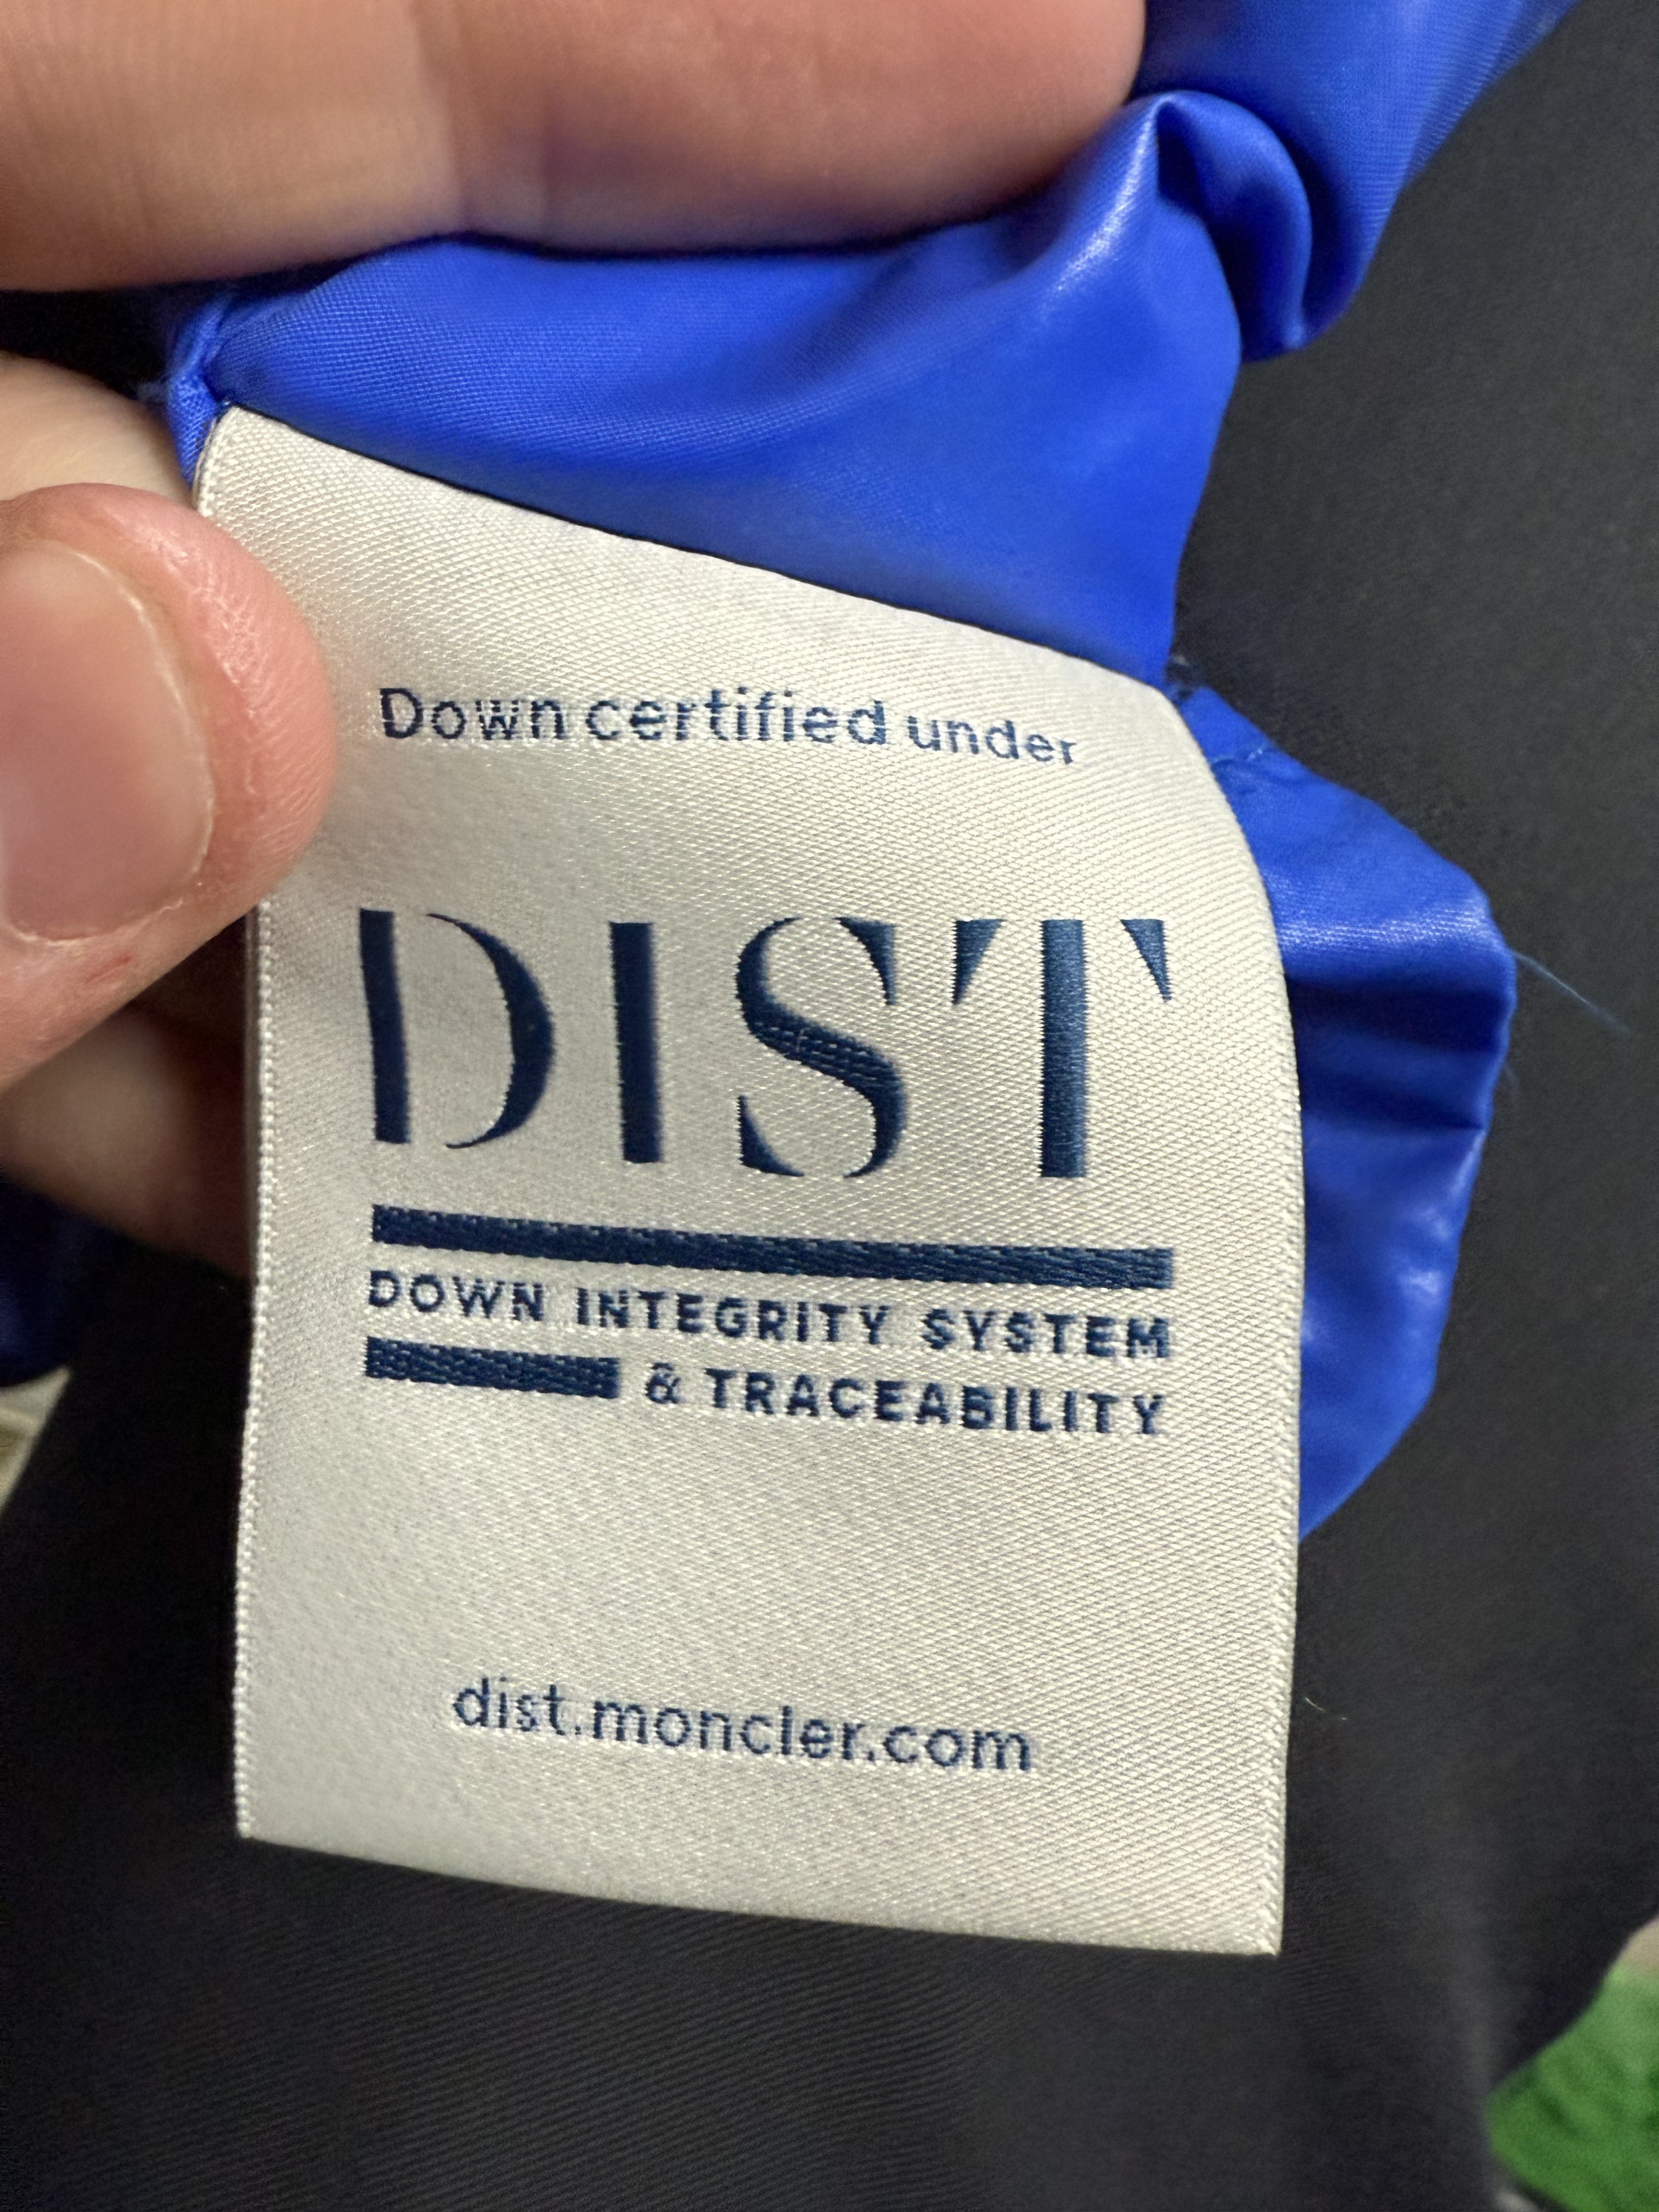 Down certified under
DIST
DOWN INTEGRITY SYSTEM
& TRACEABILITY
dist.moncler.com